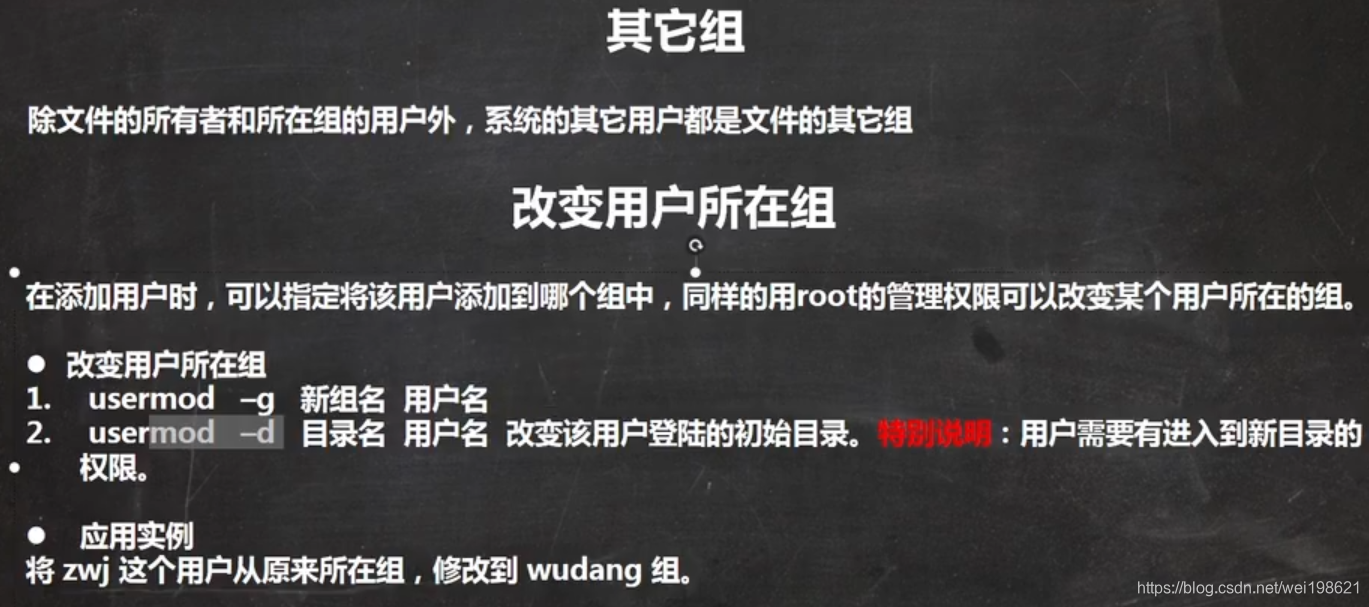 其它组
除文件的所有者和所在组的用户外，系统的其它用户都是文件的其它组
改变用户所在组
在添加用户时，可以指定将该用户添加到哪个组中，同样的用root的管理权限可以改变某个用户所在的组。
● 改变用户所在组
1. usermod –g 新组名 用户名
2. usermod –d 目录名 用户名 改变该用户登陆的初始目录。特别说明：用户需要有进入到新目录的
权限。
● 应用实例
将 zwj 这个用户从原来所在组，修改到 wudang 组。
https://blog.csdn.net/wei198621